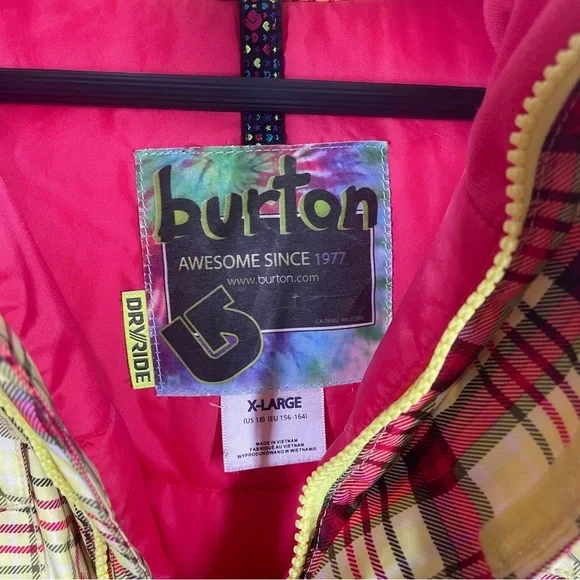 burton
AWESOME SINCE 1977
www.burton.com
DRY//RIDE
X-LARGE
(US 18) (EU 156-164)
MADE IN VIETNAM
FABRIQUÉ AU VIETNAM
WYPRODUKOWANO W WIETNAMIE